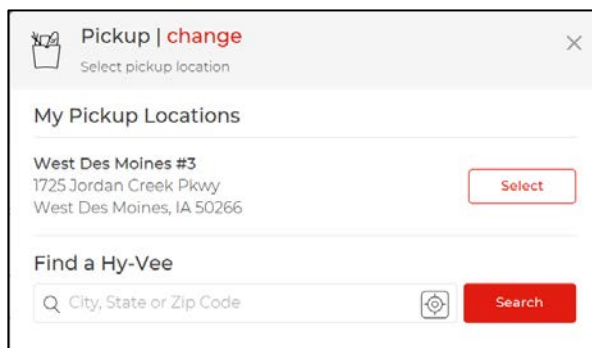 Pickup | change
Select pickup location
My Pickup Locations
West Des Moines #3
1725 Jordan Creek Pkwy
West Des Moines, IA 50266
Select
Find a Hy-Vee
City, State or Zip Code
Search